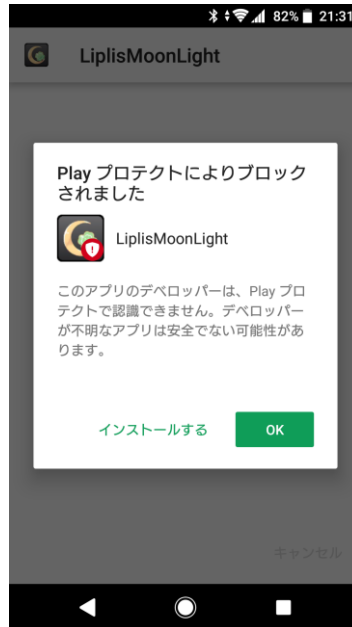 82% 21:31
LiplisMoonLight
Play プロテクトによりブロック
されました
LiplisMoonLight
このアプリのデベロッパーは、Play プロ
テクトで認識できません。デベロッパー
が不明なアプリは安全でない可能性があ
ります。
インストールする OK
キャンセル